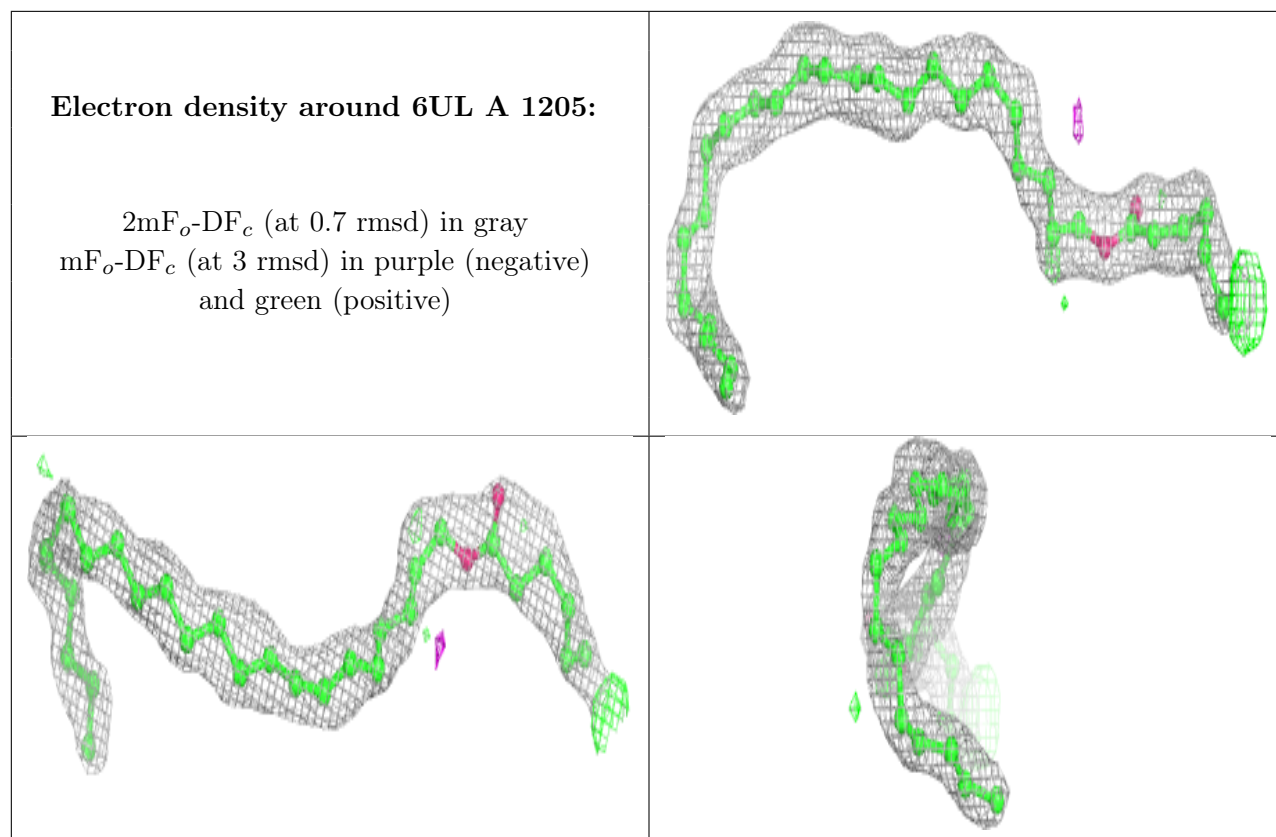 Electron density around 6UL A 1205:
2mFo-DFc (at 0.7 rmsd) in gray
mFo-DFc (at 3 rmsd) in purple (negative)
and green (positive)